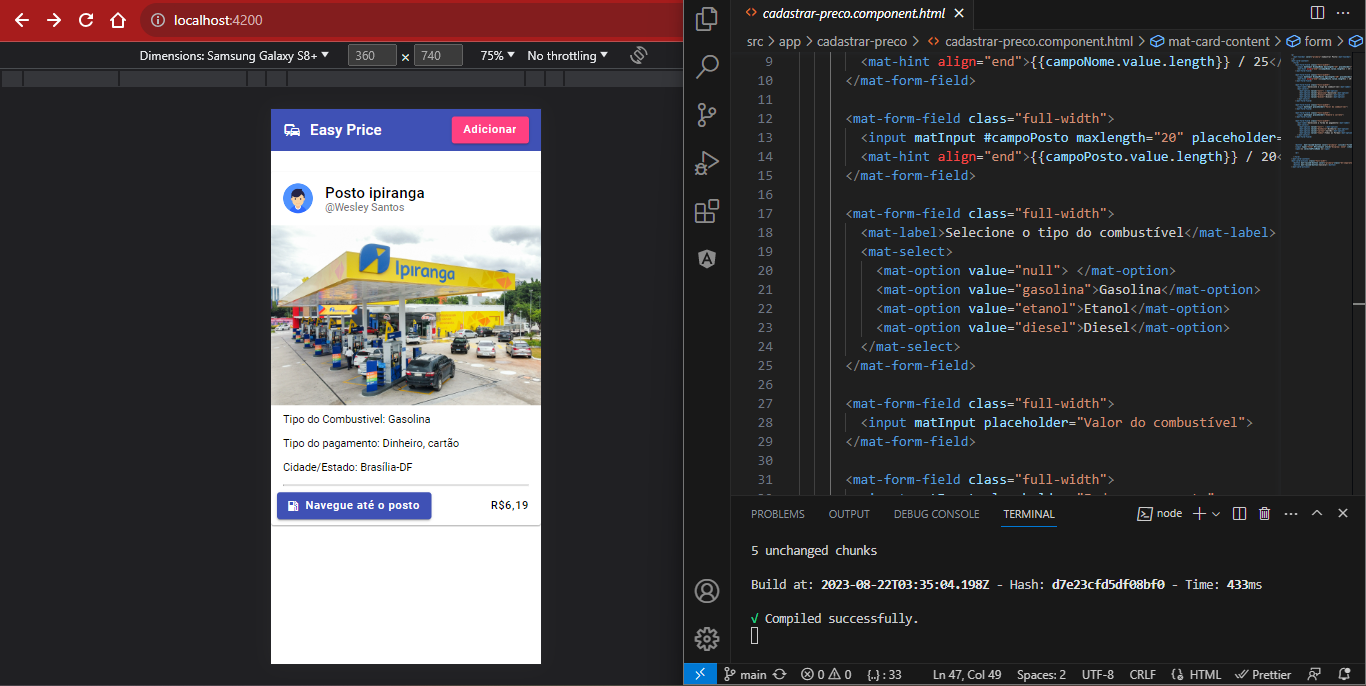 localhost:4200
Dimensions: Samsung Galaxy S8+ 360 × 740 75% No throttling
Easy Price
Adicionar
Posto ipiranga
@Wesley Santos
Ipiranga
Tipo do Combustivel: Gasolina
Tipo do pagamento: Dinheiro, cartão
Cidade/Estado: Brasília-DF
Navegue até o posto
R$6,19
cadastrar-preco.component.html
src > app > cadastrar-preco > cadastrar-preco.component.html > mat-card-content > form >
9 <mat-hint align="end">{{campoNome.value.length}} / 25</
10 </mat-form-field>
11
12 <mat-form-field class="full-width">
13 <input matInput #campoPosto maxlength="20" placeholder=
14 <mat-hint align="end">{{campoPosto.value.length}} / 20<
15 </mat-form-field>
16
17 <mat-form-field class="full-width">
18 <mat-label>Selecione o tipo do combustível</mat-label>
19 <mat-select>
20 <mat-option value="null"> </mat-option>
21 <mat-option value="gasolina">Gasolina</mat-option>
22 <mat-option value="etanol">Etanol</mat-option>
23 <mat-option value="diesel">Diesel</mat-option>
24 </mat-select>
25 </mat-form-field>
26
27 <mat-form-field class="full-width">
28 <input matInput placeholder="Valor do combustível">
29 </mat-form-field>
30
31 <mat-form-field class="full-width">
PROBLEMS OUTPUT DEBUG CONSOLE TERMINAL node
5 unchanged chunks
Build at: 2023-08-22T03:35:04.198Z - Hash: d7e23cfd5df08bf0 - Time: 433ms
√ Compiled successfully.
main 0 0 {..} : 33 Ln 47, Col 49 Spaces: 2 UTF-8 CRLF HTML Prettier